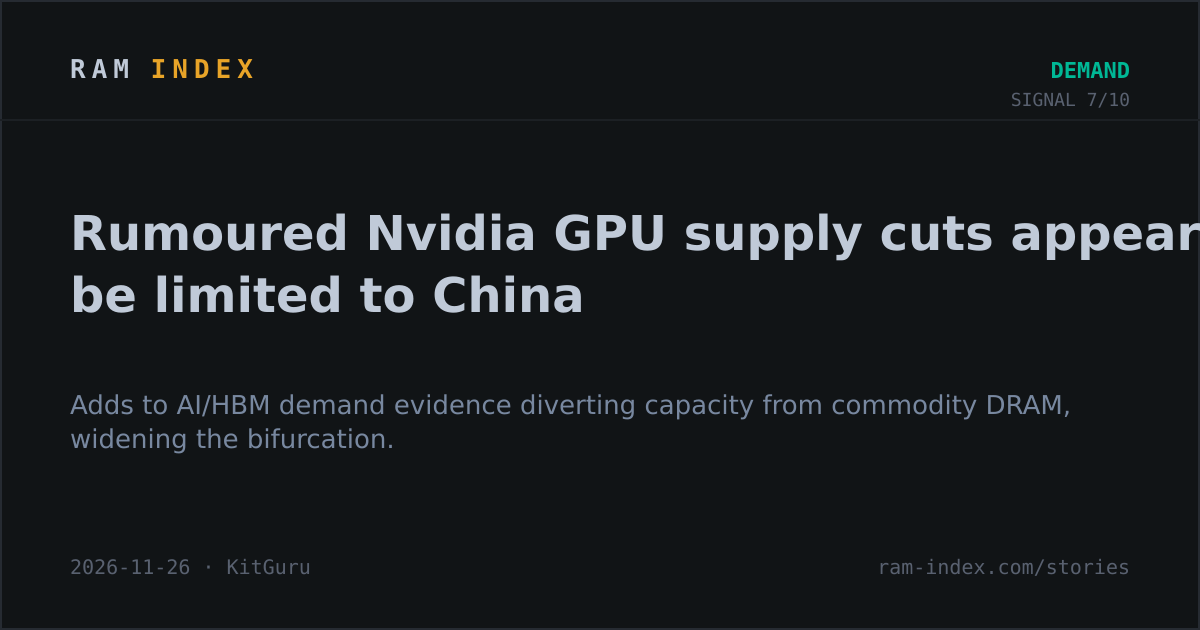 RAM INDEX
DEMAND
SIGNAL 7/10
Rumoured Nvidia GPU supply cuts appear
be limited to China
Adds to AI/HBM demand evidence diverting capacity from commodity DRAM,
widening the bifurcation.
2026-11-26 · KitGuru
ram-index.com/stories